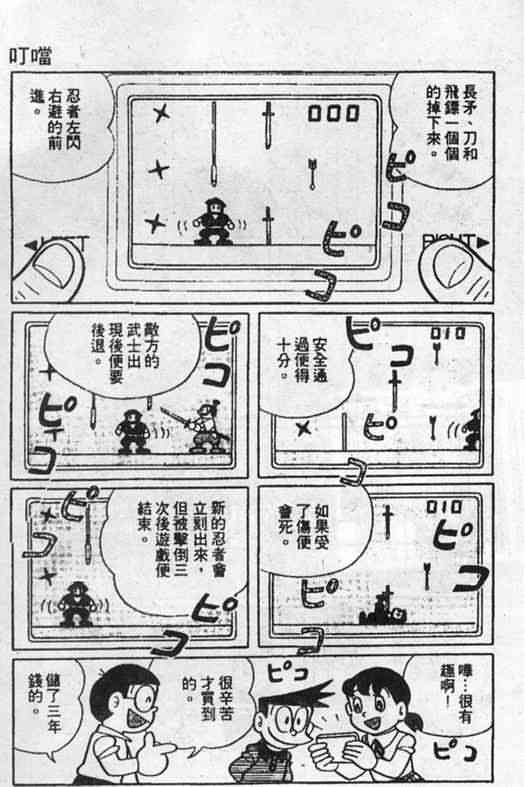 叮噹
長矛、刀和
飛鏢一個個
的掉下來。
忍者左閃
右避的前
進。
000
ピコ
ピコ
RIGHT▶
安全通
過便得
十分。
010
ピコ
ピ
敵方的
武士出
現後便要
後退。
ピコ
ピコ
如果受
了傷便
會死。
010
ピコ
ピコ
新的忍者會
立刻出來，
但被擊倒三
次後遊戲便
結束。
ピコ
ピコ
嘩…很有
趣啊！
ピコ
ピコ
很辛苦
才買到
的。
儲了三年
錢的。